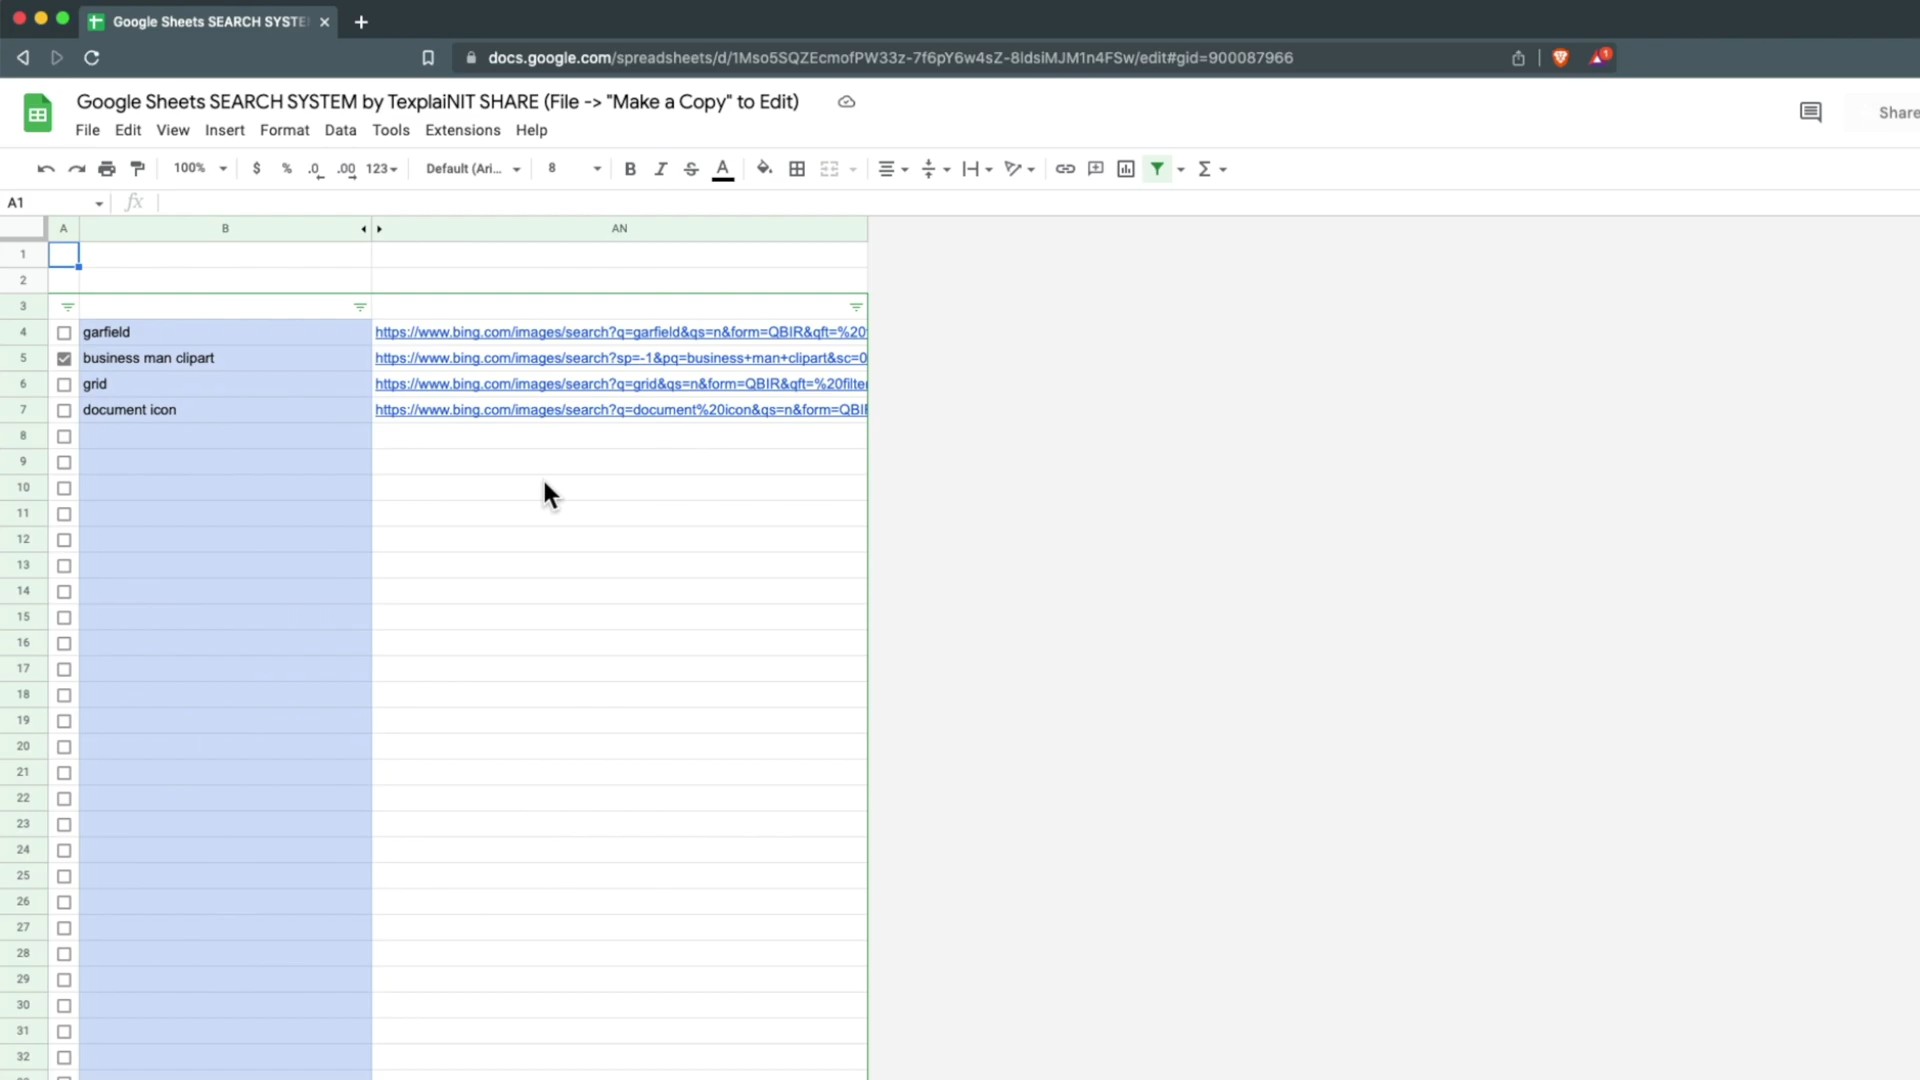 Google Sheets SEARCH SYSTE
docs.google.com/spreadsheets/d/1Mso5SQZEcmofPW33z-7f6pY6w4sZ-8ldsiMJM1n4FSw/edit#gid=900087966
1
Google Sheets SEARCH SYSTEM by TexplaiNIT SHARE (File -> "Make a Copy" to Edit)
Share
File Edit View Insert Format Data Tools Extensions Help
100% $ % .0 .00 123 Default (Ari... 8 B I S A Σ
A1 fx
A B AN
1
2
3
4 garfield https://www.bing.com/images/search?q=garfield&qs=n&form=QBIR&qft=%20
5 business man clipart https://www.bing.com/images/search?sp=-1&pq=business+man+clipart&sc=0
6 grid https://www.bing.com/images/search?q=grid&qs=n&form=QBIR&qft=%20filte
7 document icon https://www.bing.com/images/search?q=document%20icon&qs=n&form=QBI
8
9
10
11
12
13
14
15
16
17
18
19
20
21
22
23
24
25
26
27
28
29
30
31
32